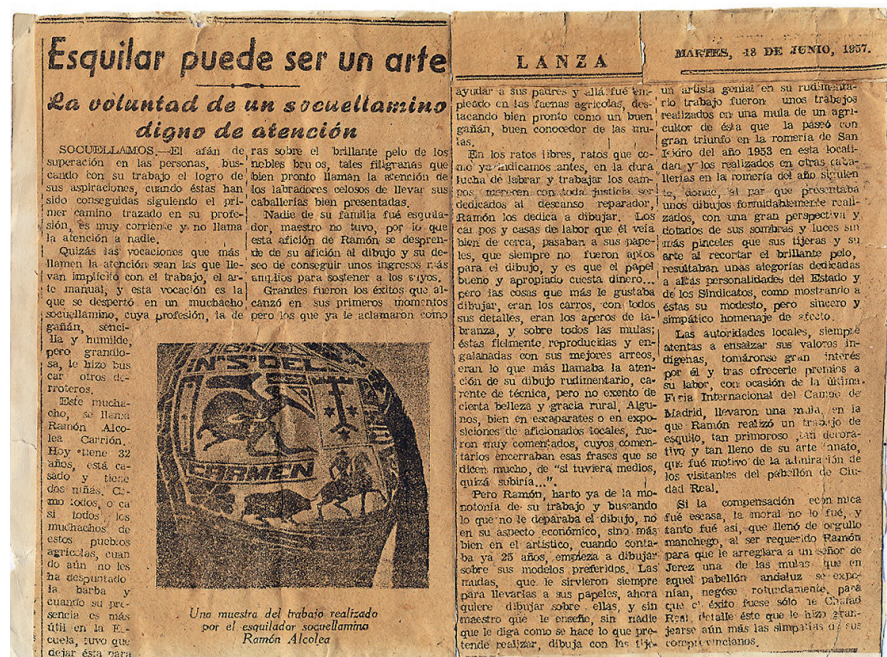 Esquilar puede ser un arte
La voluntad de un socuellamino
digno de atención
SOCUELLAMOS.—El afán de
superación en las personas, bus-
cando con su trabajo el logro de
sus aspiraciones, cuando éstas han
sido conseguidas siguiendo el pri-
mer camino trazado en su profe-
sión, es muy corriente y no llama
la atención a nadie.
Quizás las vocaciones que más
llamen la atención sean las que lle-
van implícito con el trabajo, el ar-
te manual, y esta vocación es la
que se despertó en un muchacho
socuellamino, cuya profesión, la de
gañán, senci-
lla y humilde,
pero grandio-
sa, le hizo bus
car otros de-
rroteros.
Este mucha-
cho, se llama
Ramón Alco-
lea Carrión.
Hoy tiene 32
años, está ca-
sado y tiene
dos niñas. Co-
mo todos, o ca
si todos los
muchachos de
estos pueblos
agrícolas, cuan
do aún no les
ha despuntado
la barba y
cuando su pre-
sencia es más
útil en la Es-
cuela, tuvo que
dejar ésta para
ras sobre el brillante pelo de los
nobles brutos, tales filigranas que
bien pronto llaman la atención de
los labradores celosos de llevar sus
caballerías bien presentadas.
Nadie de su familia fué esquila-
dor, maestro no tuvo, por lo que
esta afición de Ramón se despren-
de de su afición al dibujo y su de-
seo de conseguir unos ingresos más
amplios para sostener a los suyos.
Grandes fueron los éxitos que al-
canzó en sus primeros momentos
pero los que ya le aclamaron como
N·Sª·DEL
CARMEN
Una muestra del trabajo realizado
por el esquilador socuellamino
Ramón Alcolea
LANZA
MARTES, 18 DE JUNIO, 1957.
ayudar a sus padres y allá fué em-
pleado en las faenas agrícolas, des-
tacando bien pronto como un buen
gañán, buen conocedor de las mu-
las.
En los ratos libres, ratos que co-
mo ya indicamos antes, en la dura
lucha de labrar y trabajar los cam-
pos, merecen con toda justicia ser
dedicados al descanso reparador,
Ramón los dedica a dibujar. Los
campos y casas de labor que él veía
bien de cerca, pasaban a sus pape-
les, que siempre no fueron aptos
para el dibujo, y es que el papel
bueno y apropiado cuesta dinero...
pero las cosas que más le gustaba
dibujar, eran los carros, con todos
sus detalles, eran los aperos de la-
branza, y sobre todos las mulas;
éstas fielmente reproducidas y en-
galanadas con sus mejores arreos,
eran lo que más llamaba la aten-
ción de su dibujo rudimentario, ca-
rente de técnica, pero no exento de
cierta belleza y gracia rural. Algu-
nos, bien en escaparates o en expo-
siciones de aficionados locales, fue-
ron muy comentados, cuyos comen-
tarios encerraban esas frases que se
dicen mucho, de "si tuviera medios,
quizá subiría...".
Pero Ramón, harto ya de la mo-
notonía de su trabajo y buscando
lo que no le deparaba el dibujo, no
en su aspecto económico, sino más
bien en el artístico, cuando conta-
ba ya 25 años, empieza a dibujar
sobre sus modelos preferidos. Las
mulas, que le sirvieron siempre
para llevarlas a sus papeles, ahora
quiere dibujar sobre ellas, y sin
maestro que le enseñe, sin nadie
que le diga como se hace lo que pre-
tende realizar, dibuja con las tije-
un artista genial en su rudimenta-
rio trabajo fueron unos trabajos
realizados en una mula de un agri-
cultor de ésta que la paseó con
gran triunfo en la romería de San
Isidro del año 1953 en esta locali-
dad y los realizados en otras caba-
llerías en la romería del año siguien
te, donde, al par que presentaba
unos dibujos formidablemente reali-
zados, con una gran perspectiva y
dotados de sus sombras y luces sin
más pinceles que sus tijeras y su
arte al recortar el brillante pelo,
resultaban unas alegorías dedicadas
a altas personalidades del Estado y
de los Sindicatos, como mostrando a
éstas su modesto, pero sincero y
simpático homenaje de afecto.
Las autoridades locales, siempre
atentas a ensalzar sus valores in-
dígenas, tomáronse gran interés
por él y tras ofrecerle premios a
su labor, con ocasión de la última
Feria Internacional del Campo de
Madrid, llevaron una mula, en la
que Ramón realizó un trabajo de
esquilo, tan primoroso, tan decora-
tivo y tan lleno de su arte innato,
que fué motivo de la admiración de
los visitantes del pabellón de Ciu-
dad Real.
Si la compensación económica
fué escasa, la moral no lo fué, y
tanto fué así, que llenó de orgullo
manchego, al ser requerido Ramón
para que le arreglara a un señor de
Jerez una de las mulas que en
aquel pabellón andaluz se expo-
nían, negóse rotundamente, para
que el éxito fuese sólo de Ciudad
Real, detalle éste que le hizo gran-
jearse aún más las simpatías de sus
comprovincianos.